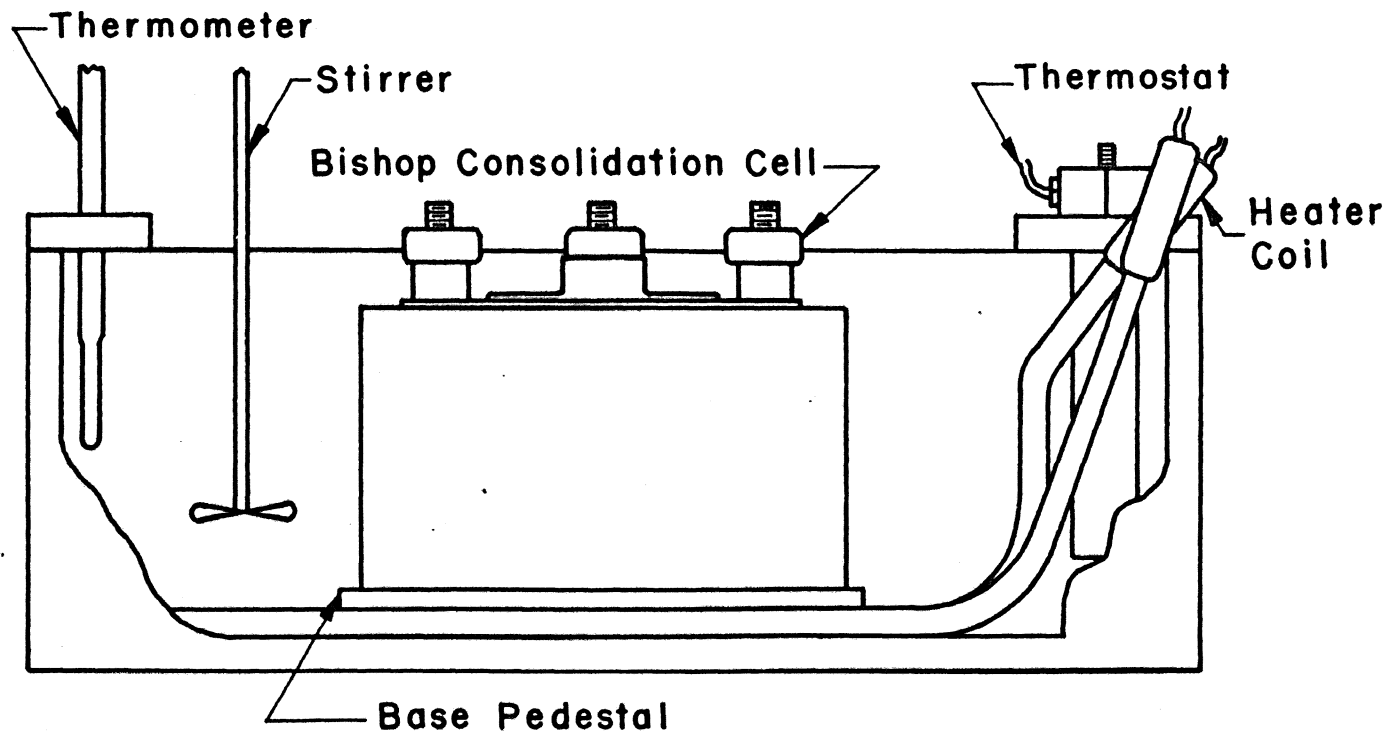 Thermometer
Stirrer
Thermostat
Bishop Consolidation Cell
Heater
Coil
Base Pedestal